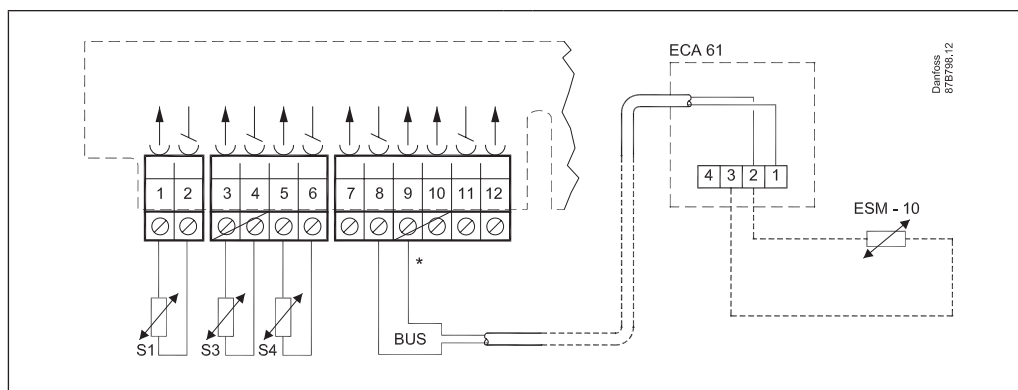 ECA 61
Danfoss
87B798.12
1 2 3 4 5 6 7 8 9 10 11 12
4 3 2 1
ESM - 10
*
S1 S3 S4 BUS